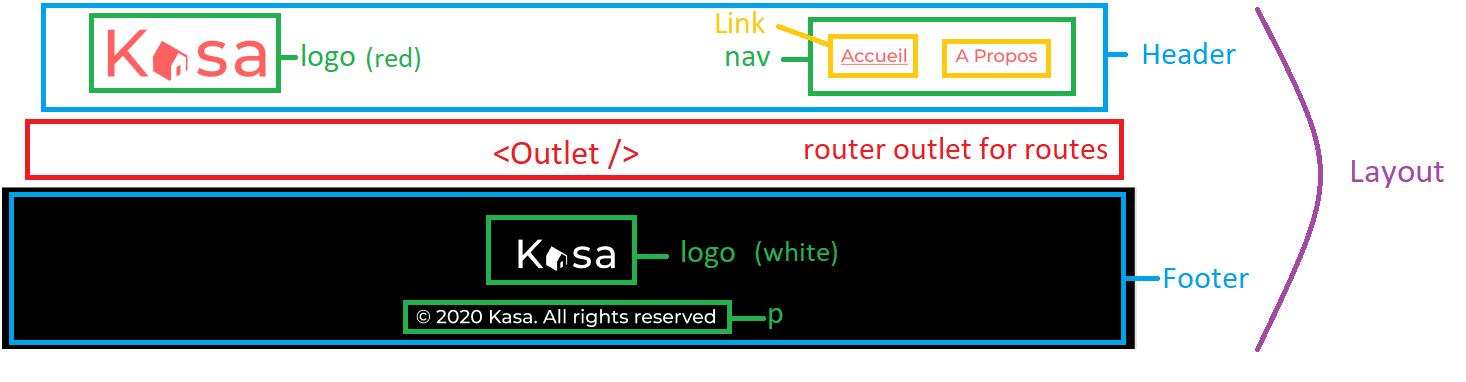 Kasa
logo (red)
Link
nav
Accueil
A Propos
Header
<Outlet />
router outlet for routes
Layout
Kasa
logo (white)
Footer
© 2020 Kasa. All rights reserved
p